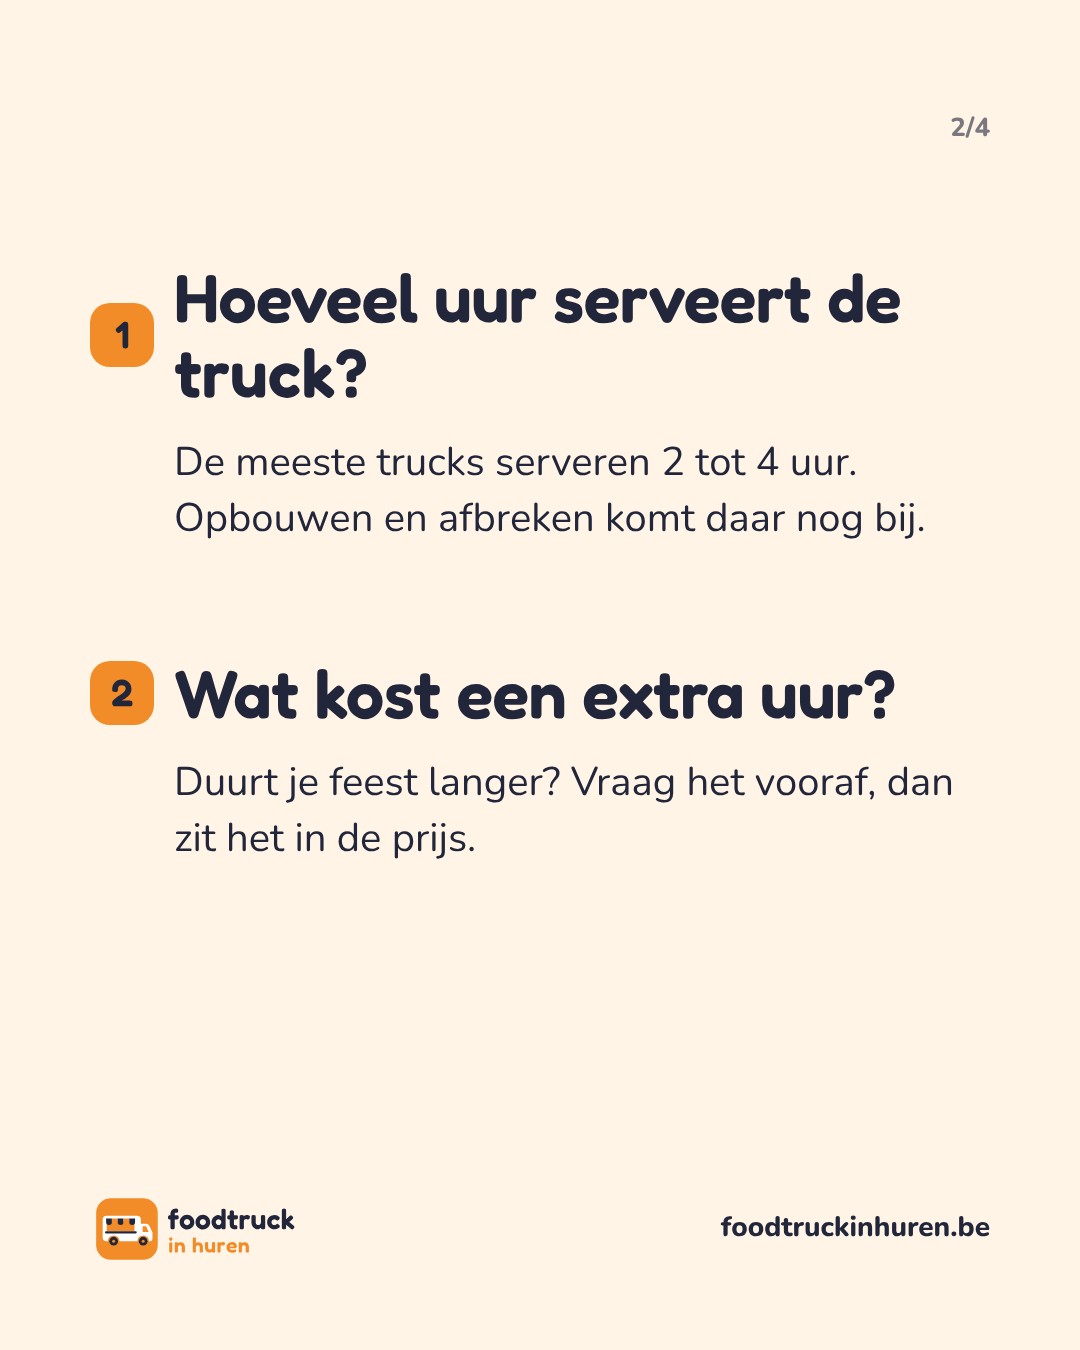 2/4
1
Hoeveel uur serveert de
truck?
De meeste trucks serveren 2 tot 4 uur.
Opbouwen en afbreken komt daar nog bij.
2
Wat kost een extra uur?
Duurt je feest langer? Vraag het vooraf, dan
zit het in de prijs.
foodtruck
in huren
foodtruckinhuren.be